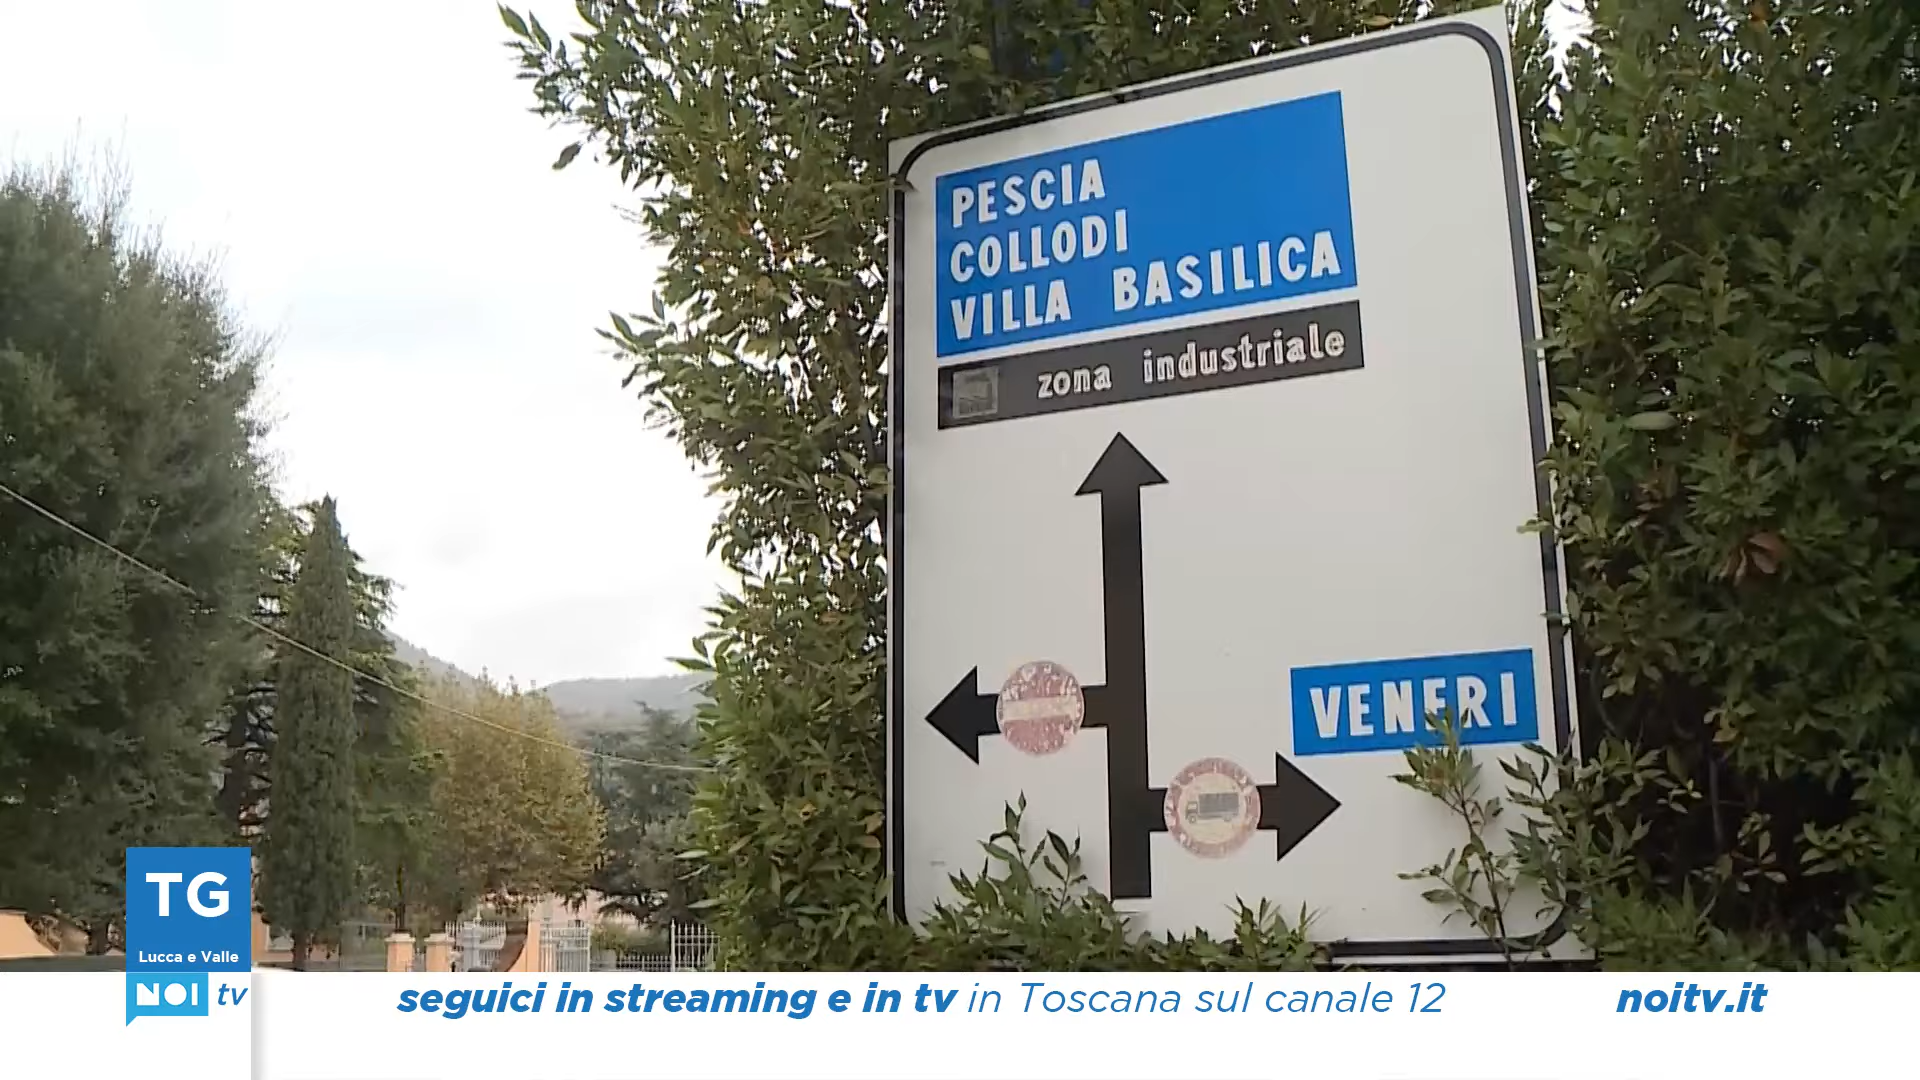 PESCIA
COLLODI
VILLA BASILICA
zona industriale
VENERI
TG
Lucca e Valle
NOI tv
seguici in streaming e in tv in Toscana sul canale 12
noitv.it